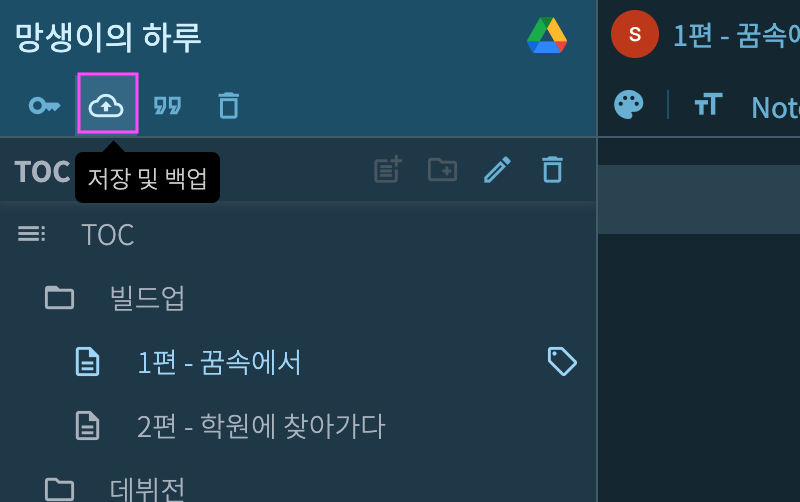 망생이의 하루
S
1편 - 꿈속
Note
저장 및 백업
TOC
TOC
빌드업
1편 - 꿈속에서
2편 - 학원에 찾아가다
데뷔전